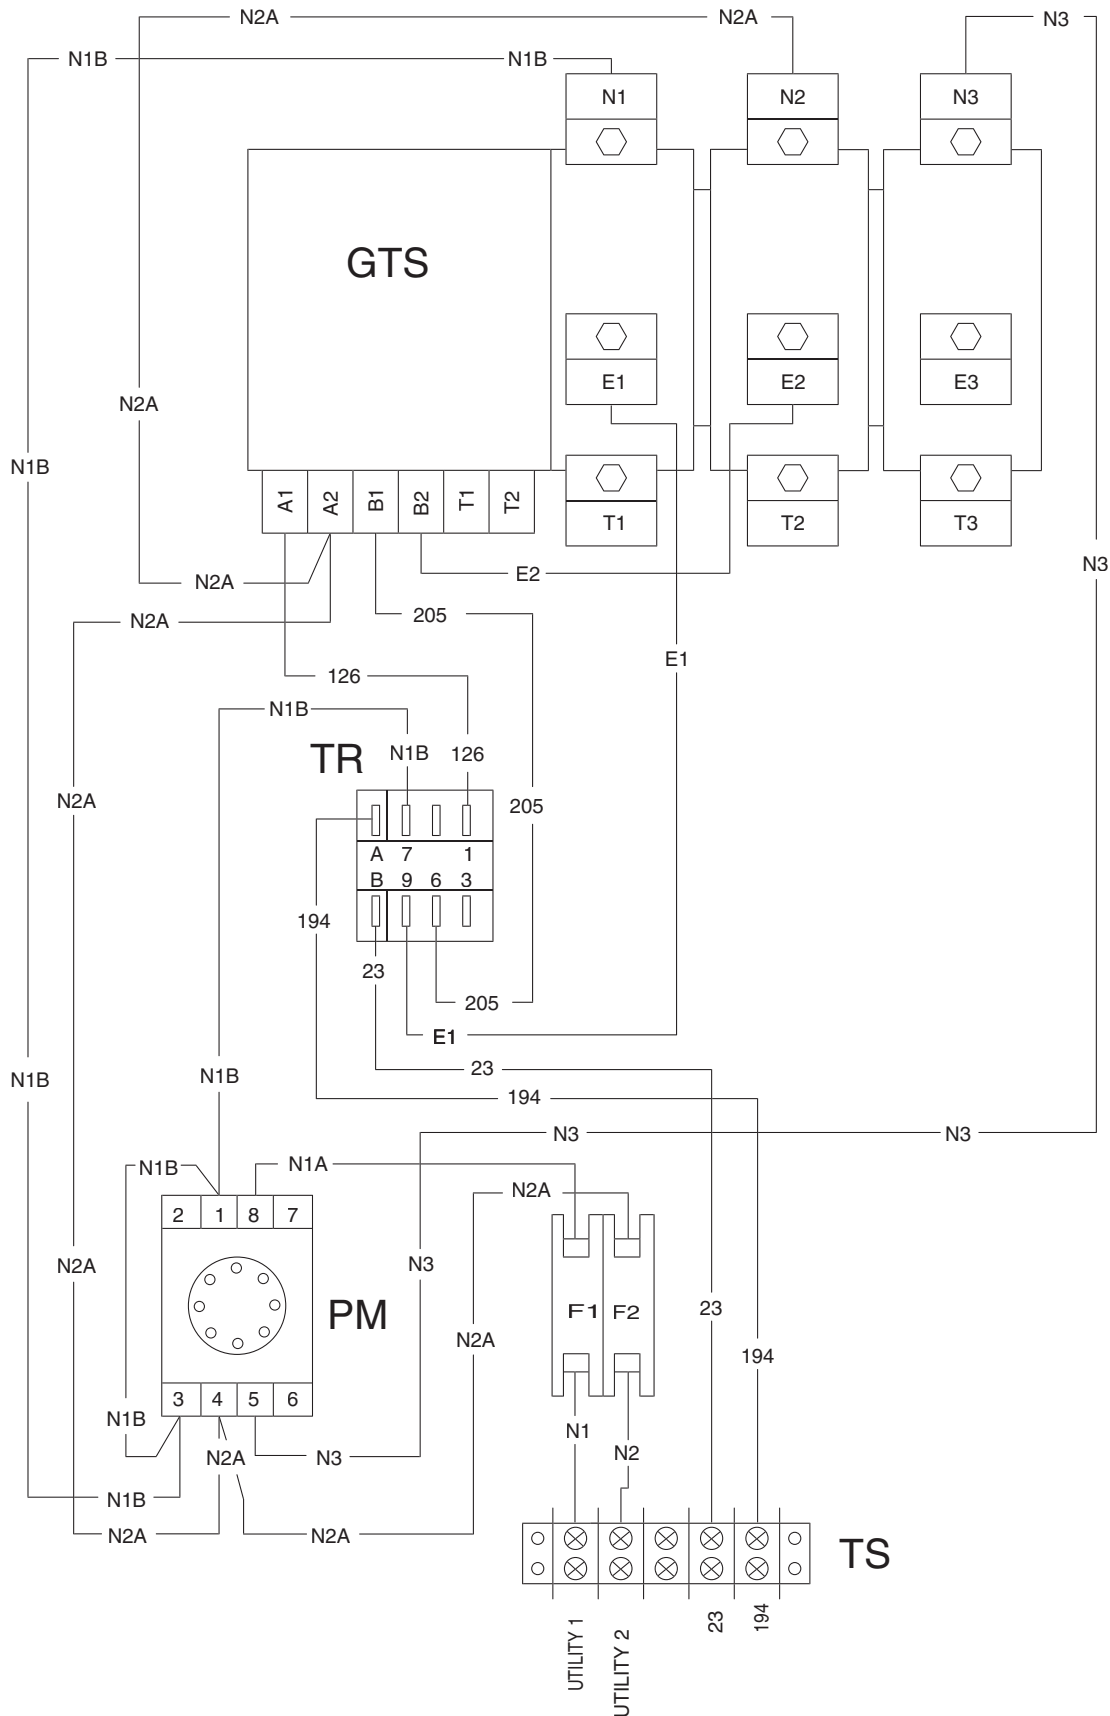 N2A N2A N3
N1B N1B
N1 N2 N3
GTS
E1 E2 E3
N2A
N1B
A1 A2 B1 B2 T1 T2
T1 T2 T3
N3
E2
N2A
N2A 205
E1
126
N1B
TR N1B 126
N2A 205
A 7 1
B 9 6 3
194
23
205
E1
23
N1B N1B
194
N3 N3
N1B N1A
N2A
2 1 8 7
N2A N3
F1 F2 23
PM
N2A
194
3 4 5 6
N1B
N1
N2A N3 N2
N1B
N2A N2A
TS
23 194
UTILITY 1
UTILITY 2